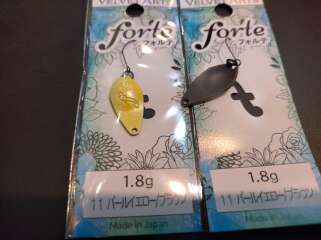 VELVET ARTS
forte
フォルテ
1.8g
11 パールイエロー/ブラウン
Made in Japan
VELVET ARTS
forte
フォルテ
1.8g
11 パールイエロー/ブラウン
Made in Japan